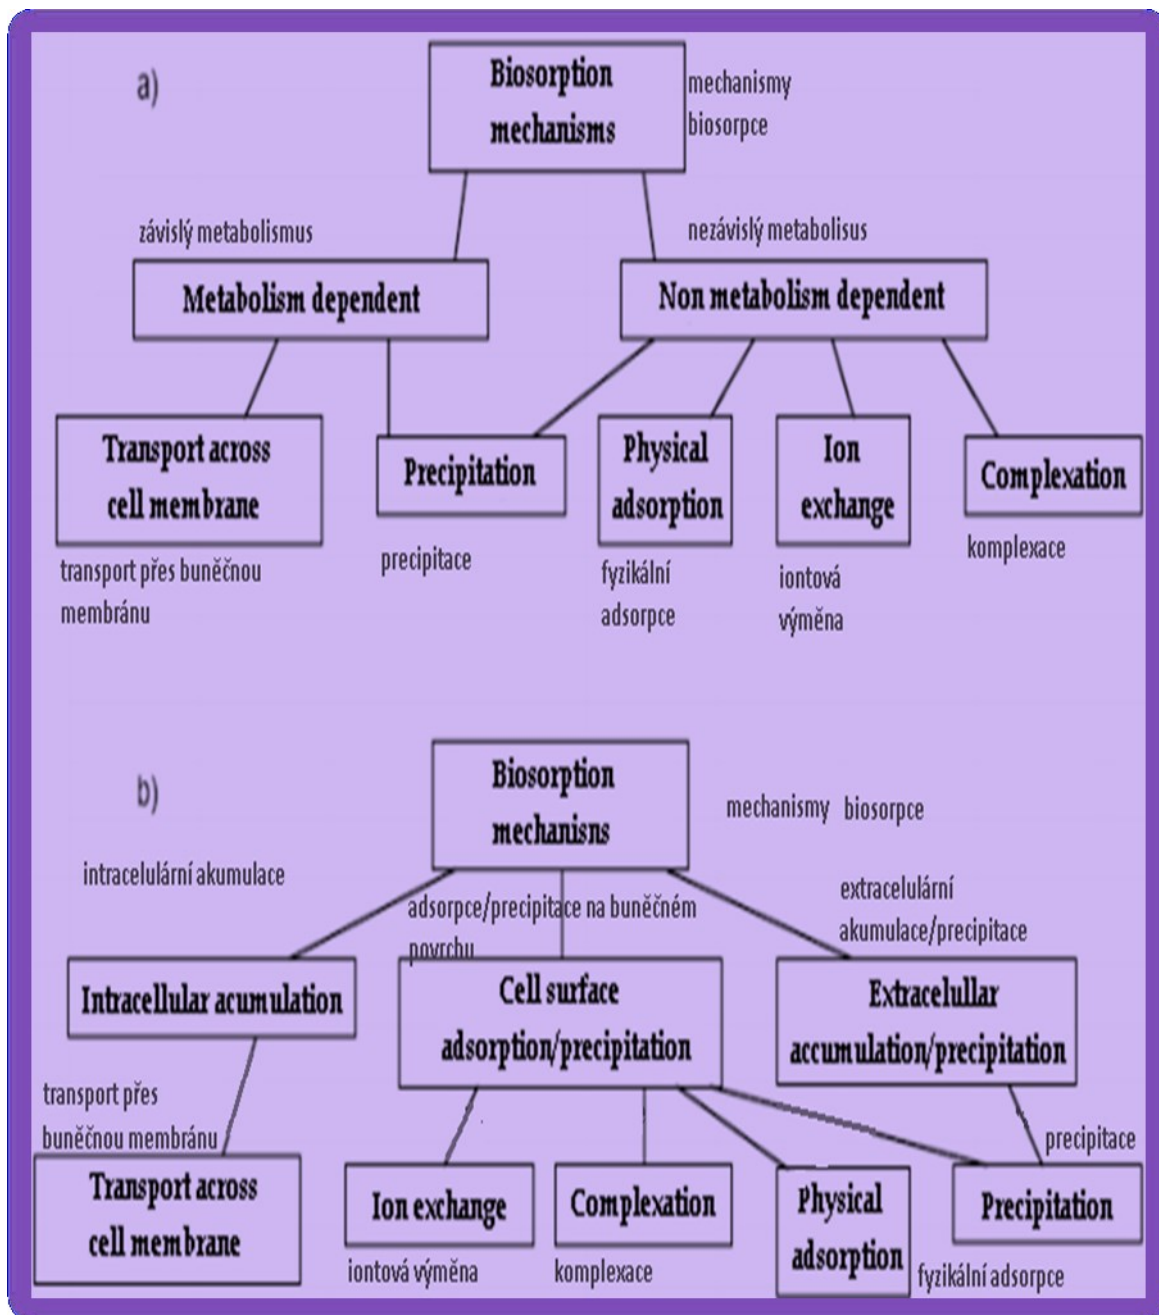 a)
Biosorption
mechanisms
mechanismy
biosorpce
závislý metabolismus
nezávislý metabolisus
Metabolism dependent
Non metabolism dependent
Transport across
cell membrane
Precipitation
Physical
adsorption
Ion
exchange
Complexation
transport přes buněčnou
membránu
precipitace
fyzikální
adsorpce
iontová
výměna
komplexace
b)
Biosorption
mechanisns
mechanismy biosorpce
intracelulární akumulace
adsorpce/precipitace na buněčném
povrchu
extracelulární
akumulace/precipitace
Intracellular acumulation
Cell surface
adsorption/precipitation
Extracelullar
accumulation/precipitation
transport přes
buněčnou membránu
precipitace
Transport across
cell membrane
Ion exchange
Complexation
Physical
adsorption
Precipitation
iontová výměna
komplexace
fyzikální adsorpce